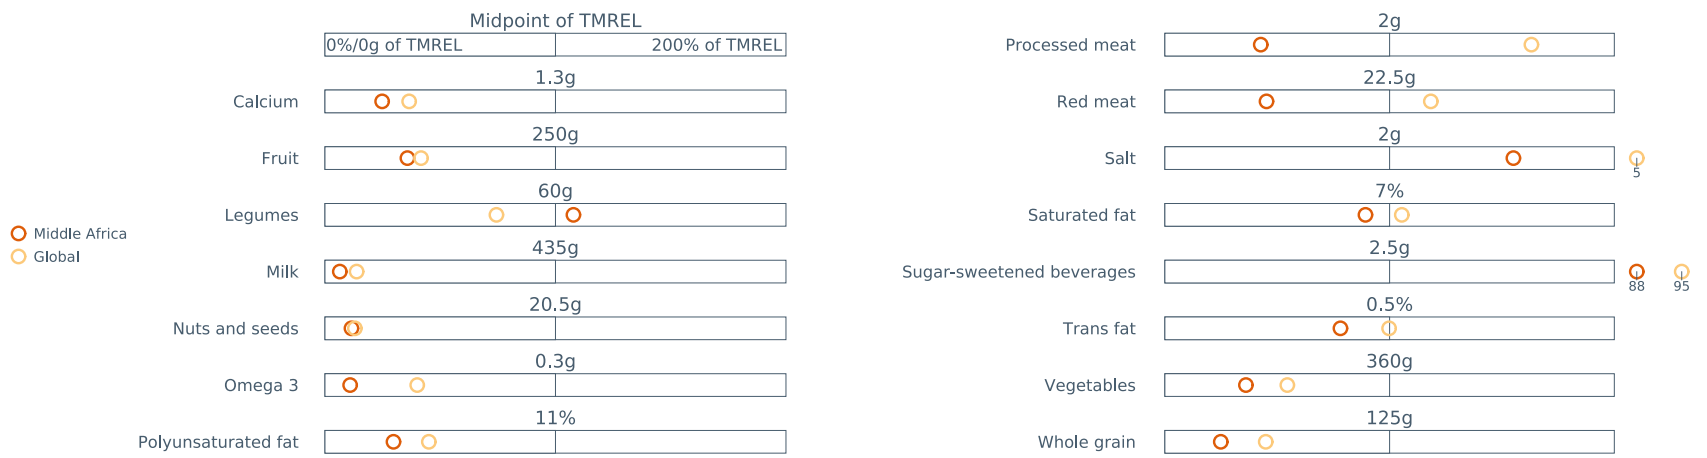 Midpoint of TMREL
0%/0g of TMREL 200% of TMREL
1.3g
Calcium
250g
Fruit
60g
Legumes
435g
Milk
20.5g
Nuts and seeds
0.3g
Omega 3
11%
Polyunsaturated fat
Middle Africa
Global
2g
Processed meat
22.5g
Red meat
2g
Salt
5
7%
Saturated fat
2.5g
Sugar-sweetened beverages
88 95
0.5%
Trans fat
360g
Vegetables
125g
Whole grain